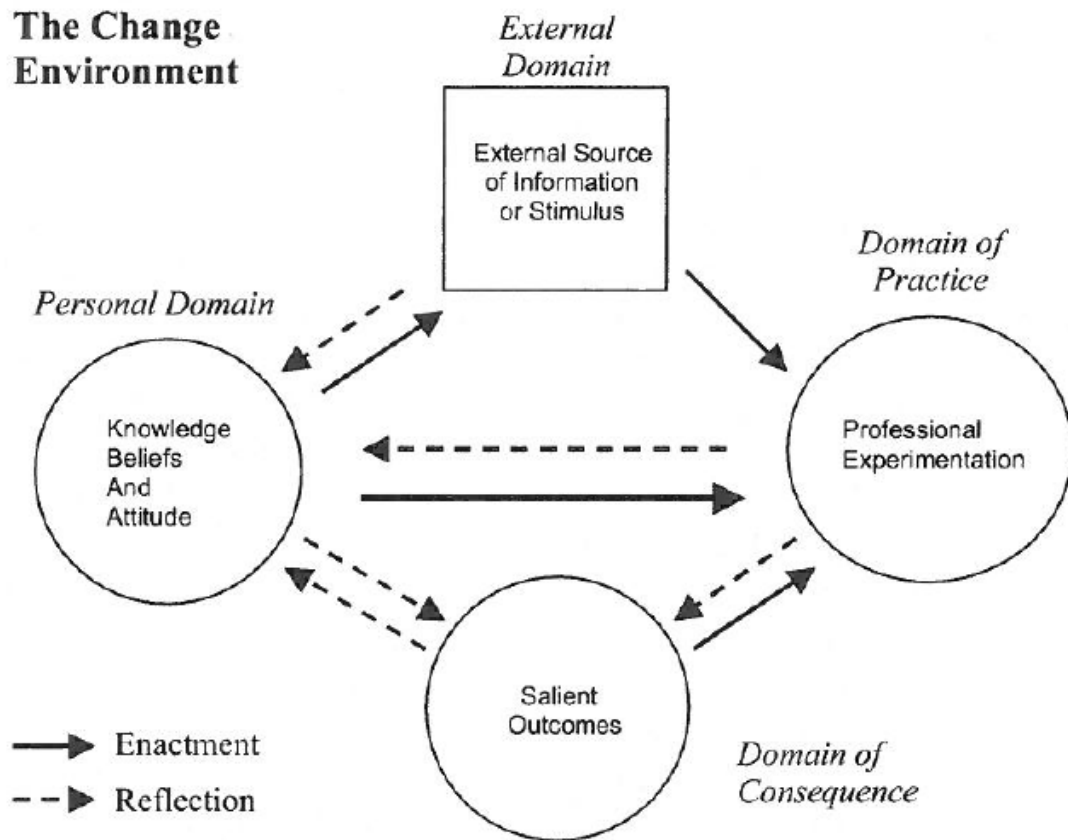 The Change
Environment
External
Domain
External Source
of Information
or Stimulus
Domain of
Practice
Personal Domain
Knowledge
Beliefs
And
Attitude
Professional
Experimentation
Salient
Outcomes
Enactment
Reflection
Domain of
Consequence